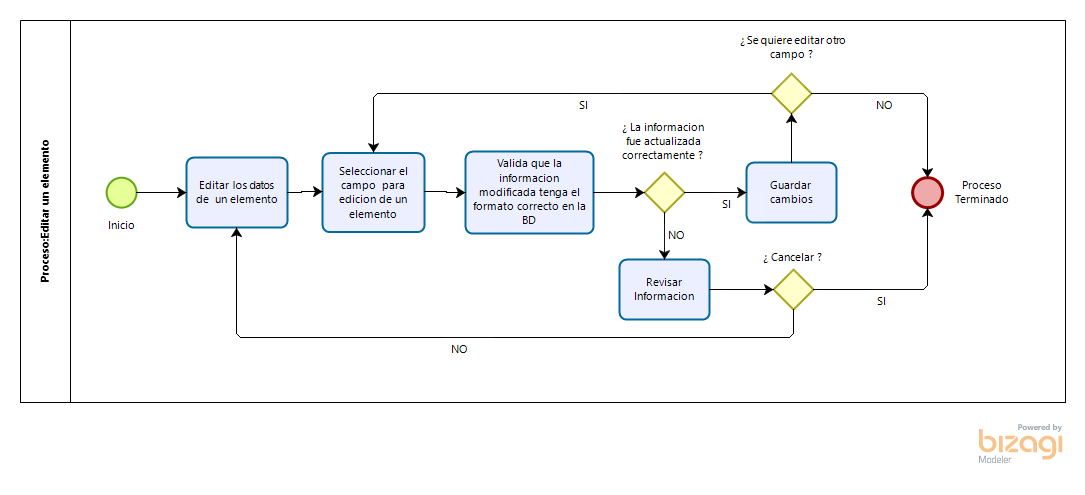 Proceso:Editar un elemento
Inicio
Editar los datos
de un elemento
Seleccionar el
campo para
edicion de un
elemento
Valida que la
informacion
modificada tenga el
formato correcto en la
BD
¿ La informacion
fue actualizada
correctamente ?
SI
NO
Guardar
cambios
¿ Se quiere editar otro
campo ?
SI
NO
Revisar
Informacion
¿ Cancelar ?
SI
NO
Proceso
Terminado
Powered by
bizagi
Modeler